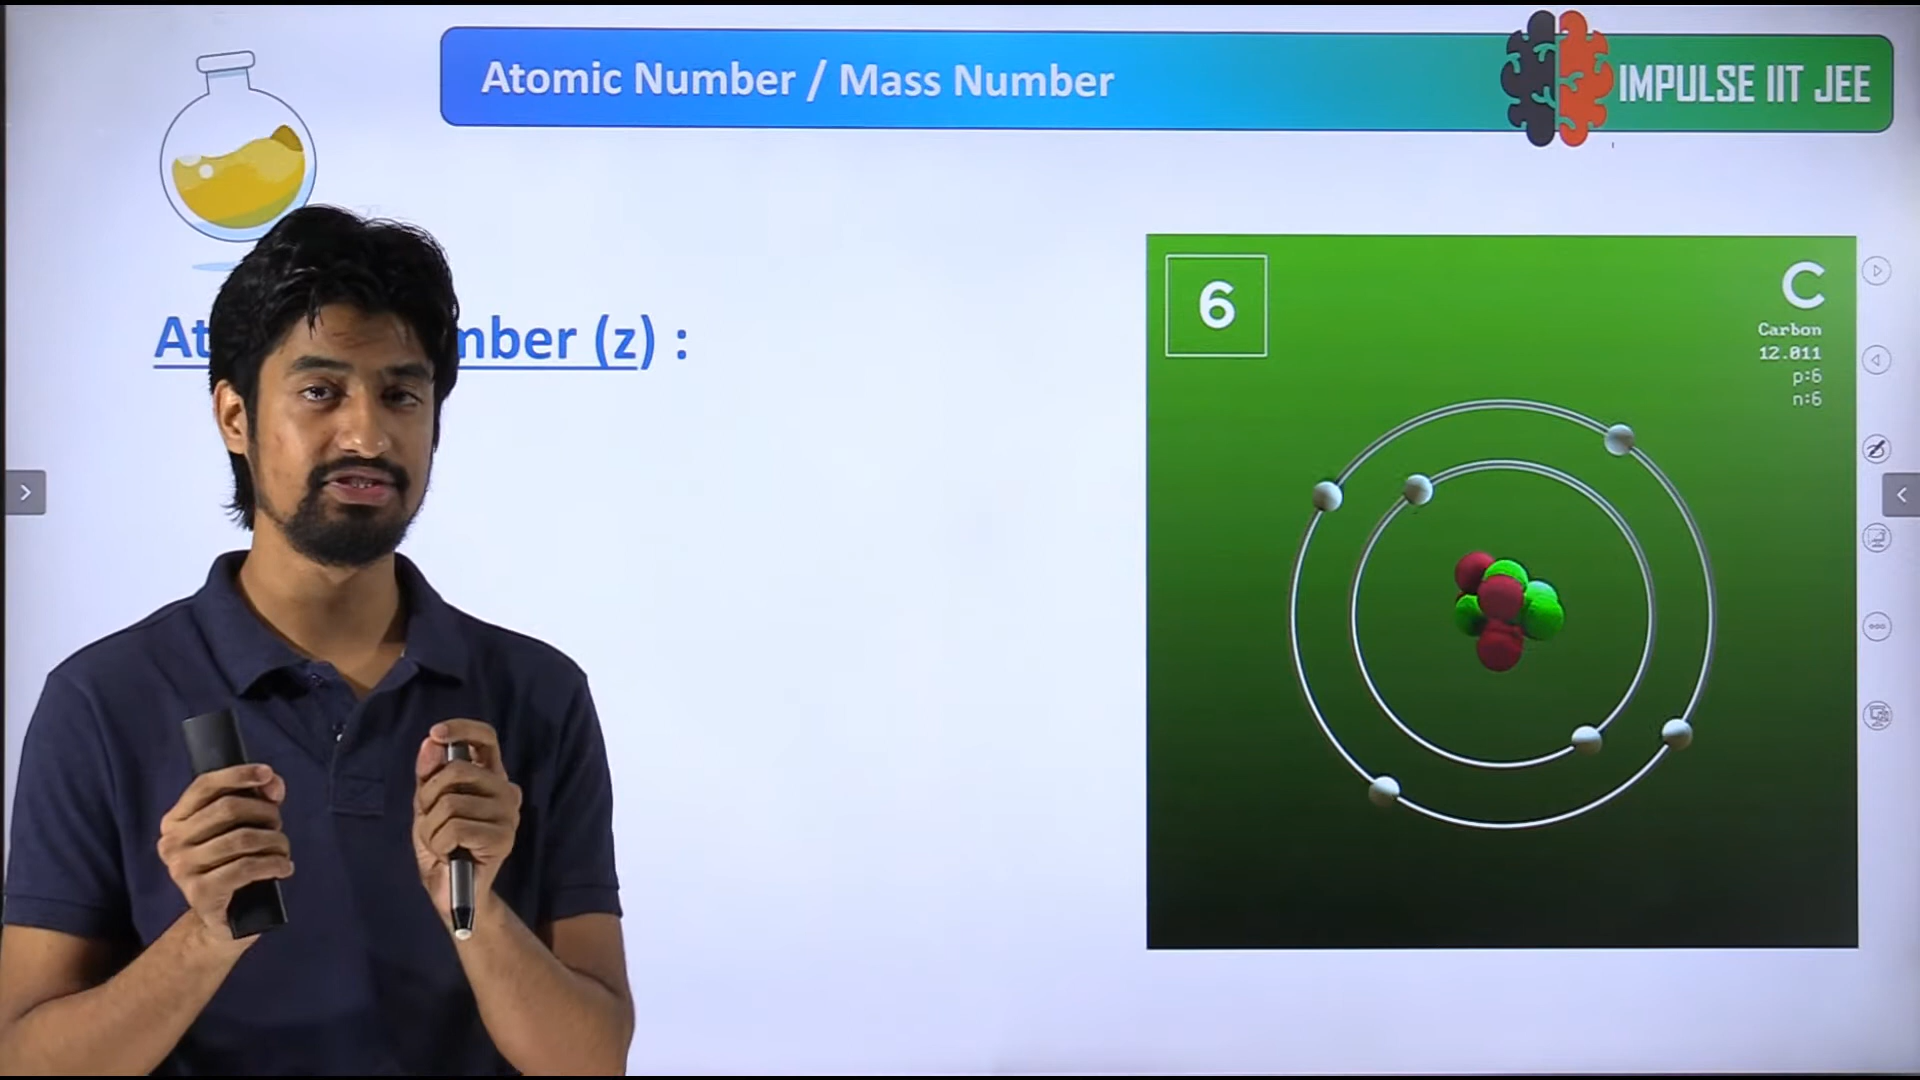 Atomic Number / Mass Number
IMPULSE IIT JEE
At mber (z) :
6
C
Carbon
12.011
p:6
n:6